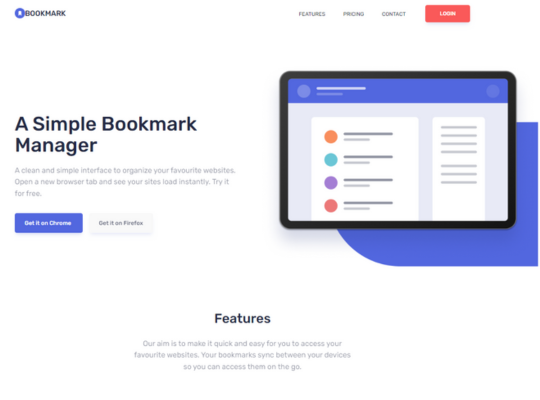 BOOKMARK
FEATURES PRICING CONTACT LOGIN
A Simple Bookmark
Manager
A clean and simple interface to organize your favourite websites.
Open a new browser tab and see your sites load instantly. Try it
for free.
Get it on Chrome Get it on Firefox
Features
Our aim is to make it quick and easy for you to access your
favourite websites. Your bookmarks sync between your devices
so you can access them on the go.